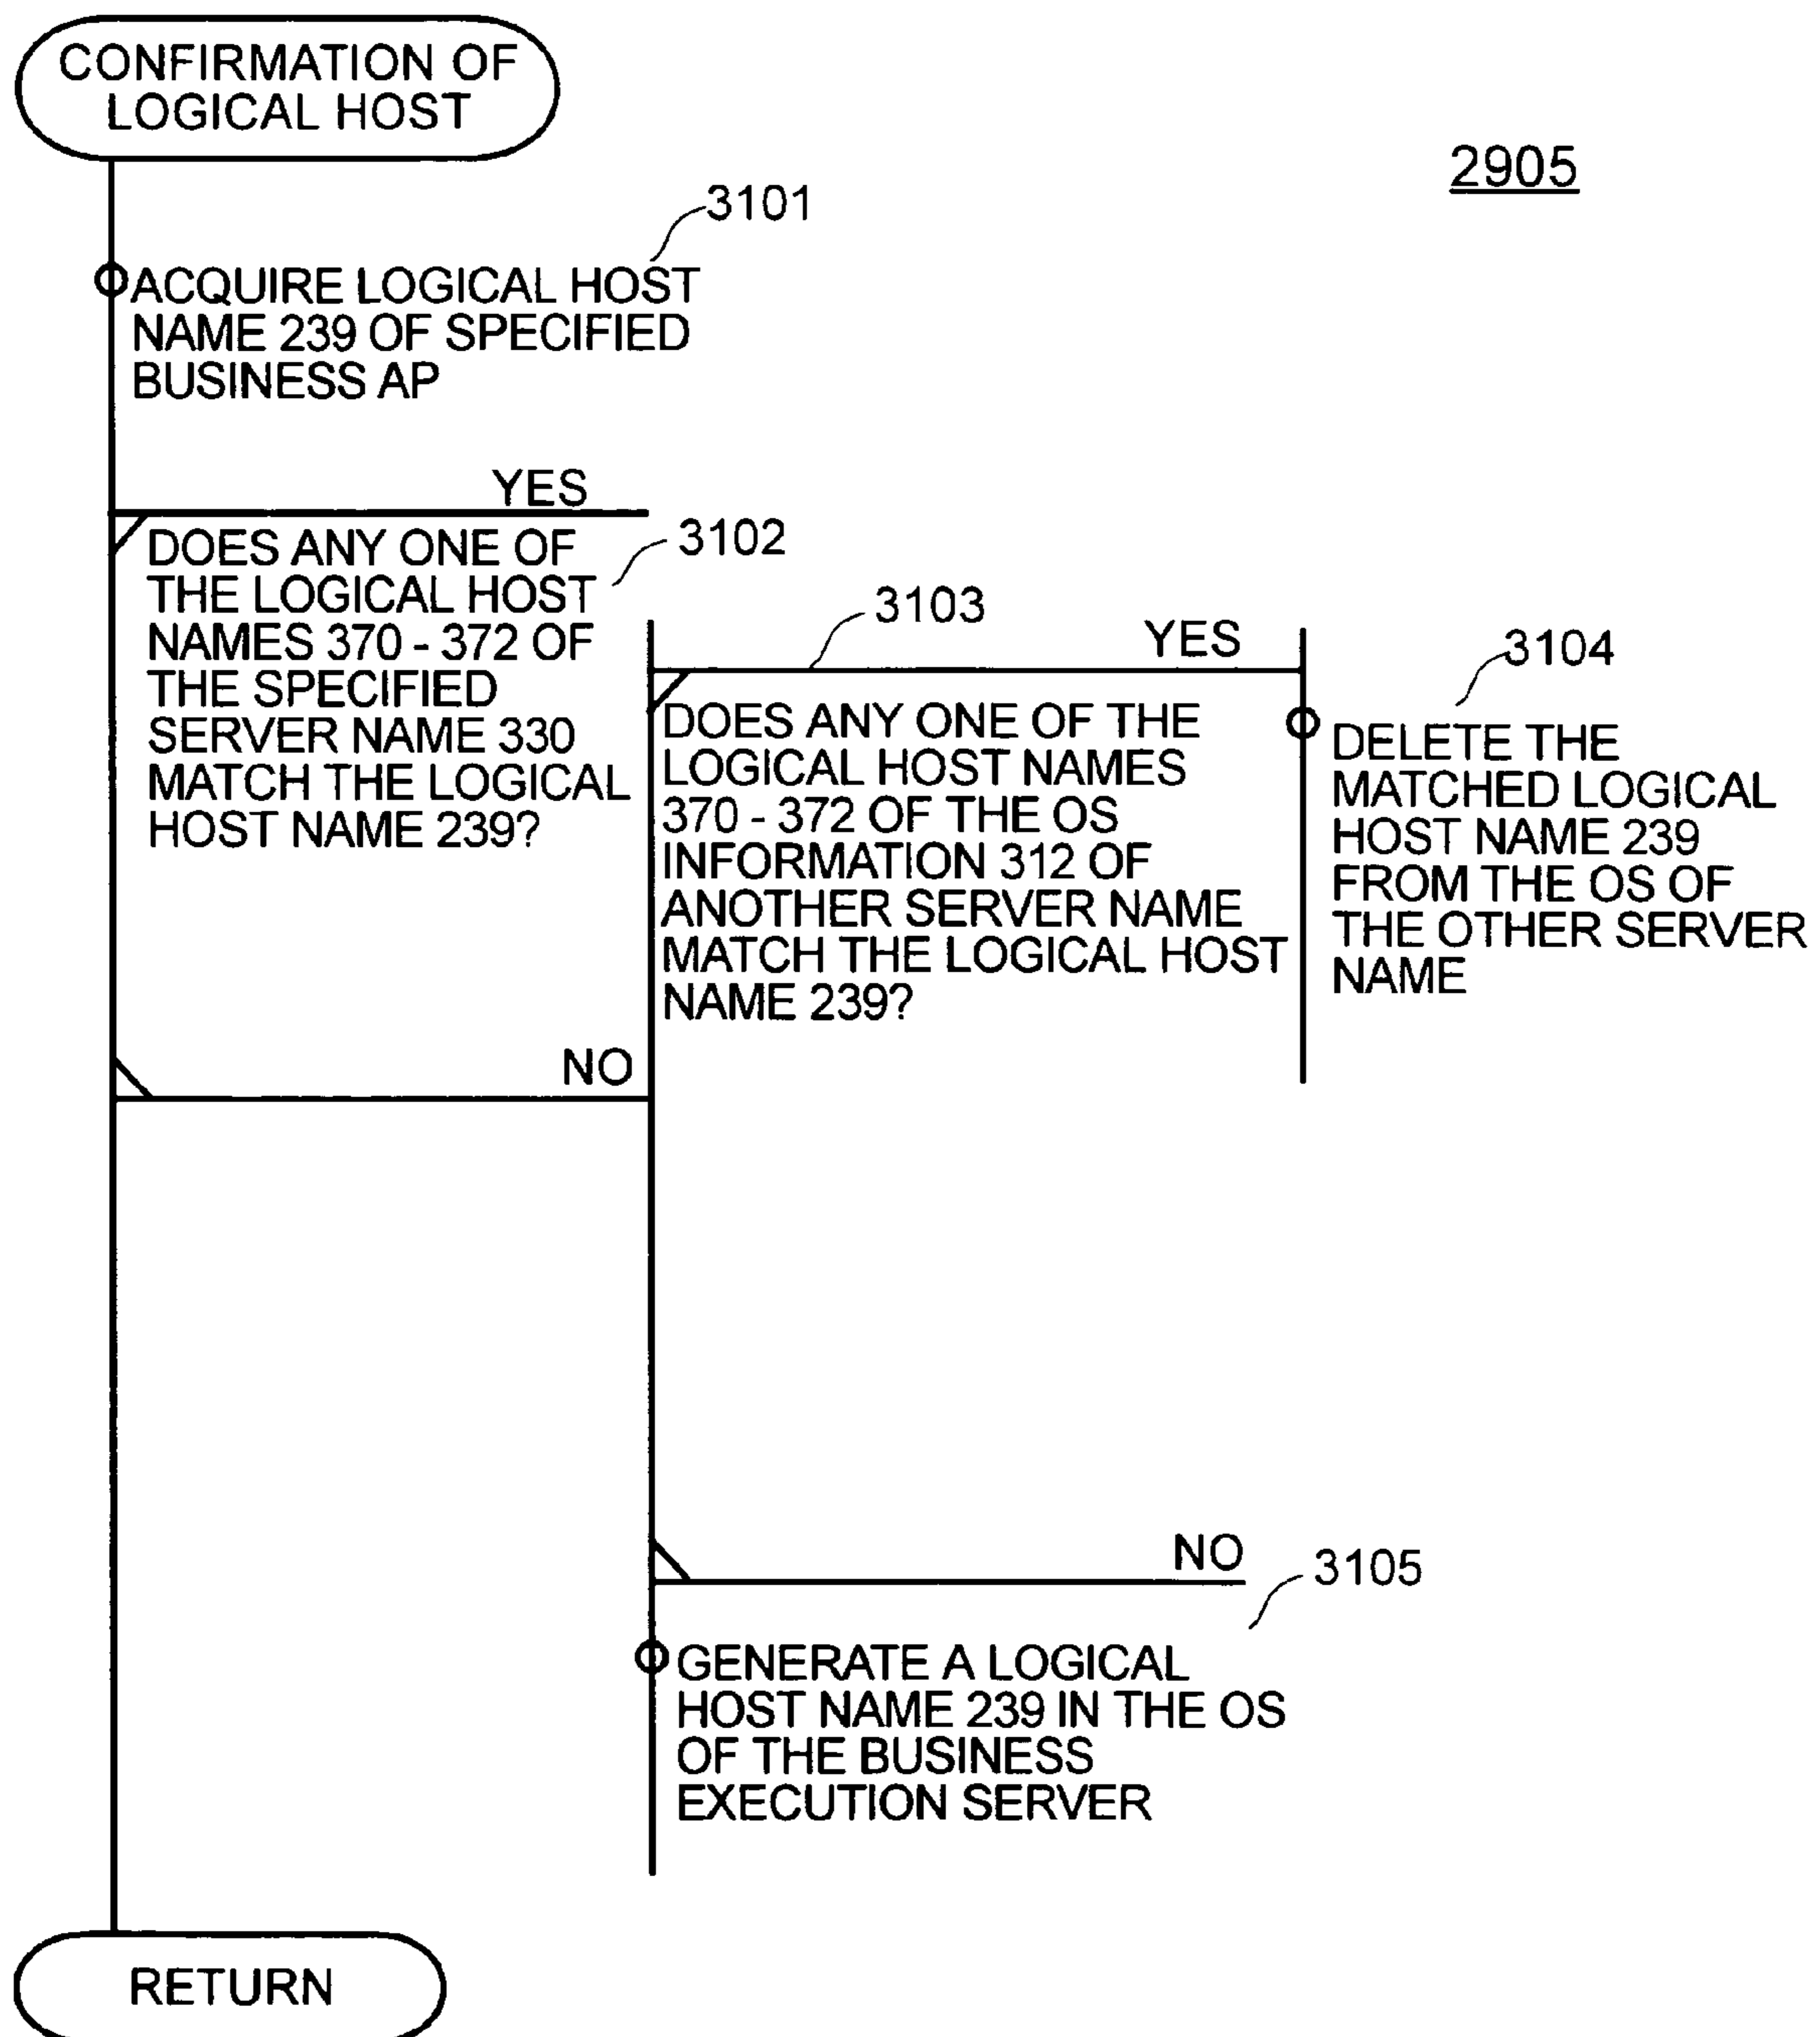 CONFIRMATION OF
LOGICAL HOST
2905
3101
ACQUIRE LOGICAL HOST
NAME 239 OF SPECIFIED
BUSINESS AP
YES
3102
DOES ANY ONE OF
THE LOGICAL HOST
NAMES 370 - 372 OF
THE SPECIFIED
SERVER NAME 330
MATCH THE LOGICAL
HOST NAME 239?
3103
YES
DOES ANY ONE OF THE
LOGICAL HOST NAMES
370 - 372 OF THE OS
INFORMATION 312 OF
ANOTHER SERVER NAME
MATCH THE LOGICAL HOST
NAME 239?
3104
DELETE THE
MATCHED LOGICAL
HOST NAME 239
FROM THE OS OF
THE OTHER SERVER
NAME
NO
NO
3105
GENERATE A LOGICAL
HOST NAME 239 IN THE OS
OF THE BUSINESS
EXECUTION SERVER
RETURN